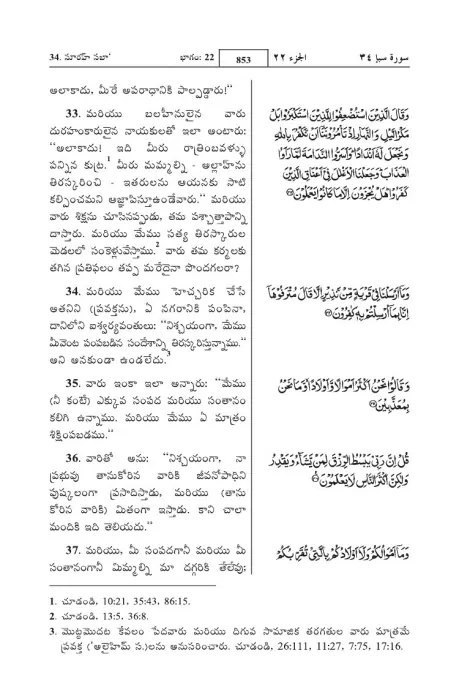 34. సూరహ్ సబా' భాగం: 22 853 الجزء ٢٢ سورة سبإ ٣٤
అలాకాదు, మీరే అపరాధానికి పాల్పడ్డారు!"
33. మరియు బలహీనులైన వారు
దురహంకారులైన నాయకులతో ఇలా అంటారు:
"అలాకాదు! ఇది మీరు రాత్రింబవళ్ళు
పన్నిన కుట్ర.1 మీరు మమ్మల్ని - అల్లాహ్‌ను
తిరస్కరించి - ఇతరులను ఆయనకు సాటి
కల్పించమని ఆజ్ఞాపిస్తూఉండేవారు." మరియు
వారు శిక్షను చూసినప్పుడు, తమ పశ్చాత్తాపాన్ని
దాస్తారు. మరియు మేము సత్య తిరస్కారుల
మెడలలో సంకెళ్లువేస్తాము.2 వారు తమ కర్మలకు
తగిన ప్రతిఫలం తప్ప మరేదైనా పొందగలరా?
وَقَالَ الَّذِينَ اسْتُضْعِفُوا لِلَّذِينَ اسْتَكْبَرُوا بَلْ
مَكْرُ اللَّيْلِ وَالنَّهَارِ إِذْ تَأْمُرُونَنَا أَن نَّكْفُرَ بِاللَّهِ
وَنَجْعَلَ لَهُ أَندَادًا وَأَسَرُّوا النَّدَامَةَ لَمَّا رَأَوُا
الْعَذَابَ وَجَعَلْنَا الْأَغْلَالَ فِي أَعْنَاقِ الَّذِينَ
كَفَرُوا هَلْ يُجْزَوْنَ إِلَّا مَا كَانُوا يَعْمَلُونَ ٣٣
34. మరియు మేము హెచ్చరిక చేసే
అతనిని (ప్రవక్తను), ఏ నగరానికి పంపినా,
దానిలోని ఐశ్వర్యవంతులు: "నిశ్చయంగా, మేము
మీవెంట పంపబడిన సందేశాన్ని తిరస్కరిస్తున్నాము."
అని అనకుండా ఉండలేదు.3
وَمَا أَرْسَلْنَا فِي قَرْيَةٍ مِّن نَّذِيرٍ إِلَّا قَالَ مُتْرَفُوهَا
إِنَّا بِمَا أُرْسِلْتُم بِهِ كَافِرُونَ ٣٤
35. వారు ఇంకా ఇలా అన్నారు: "మేము
(నీ కంటే) ఎక్కువ సంపద మరియు సంతానం
కలిగి ఉన్నాము. మరియు మేము ఏ మాత్రం
శిక్షింపబడము."
وَقَالُوا نَحْنُ أَكْثَرُ أَمْوَالًا وَأَوْلَادًا وَمَا نَحْنُ
بِمُعَذَّبِينَ ٣٥
36. వారితో అను: "నిశ్చయంగా, నా
ప్రభువు తానుకోరిన వారికి జీవనోపాధిని
పుష్కలంగా ప్రసాదిస్తాడు, మరియు (తాను
కోరిన వారికి) మితంగా ఇస్తాడు. కాని చాలా
మందికి ఇది తెలియదు."
قُلْ إِنَّ رَبِّي يَبْسُطُ الرِّزْقَ لِمَن يَشَاءُ وَيَقْدِرُ
وَلَٰكِنَّ أَكْثَرَ النَّاسِ لَا يَعْلَمُونَ ٣٦
37. మరియు, మీ సంపదగానీ మరియు మీ
సంతానంగానీ మిమ్మల్ని మా దగ్గరికి తేలేవు;
وَمَا أَمْوَالُكُمْ وَلَا أَوْلَادُكُم بِالَّتِي تُقَرِّبُكُمْ
1. చూడండి, 10:21, 35:43, 86:15.
2. చూడండి, 13:5, 36:8.
3. మొట్టమొదట కేవలం పేదవారు మరియు దిగువ సామాజిక తరగతుల వారు మాత్రమే
ప్రవక్త ('అలైహిమ్ స.)లను అనుసరించారు. చూడండి, 26:111, 11:27, 7:75, 17:16.